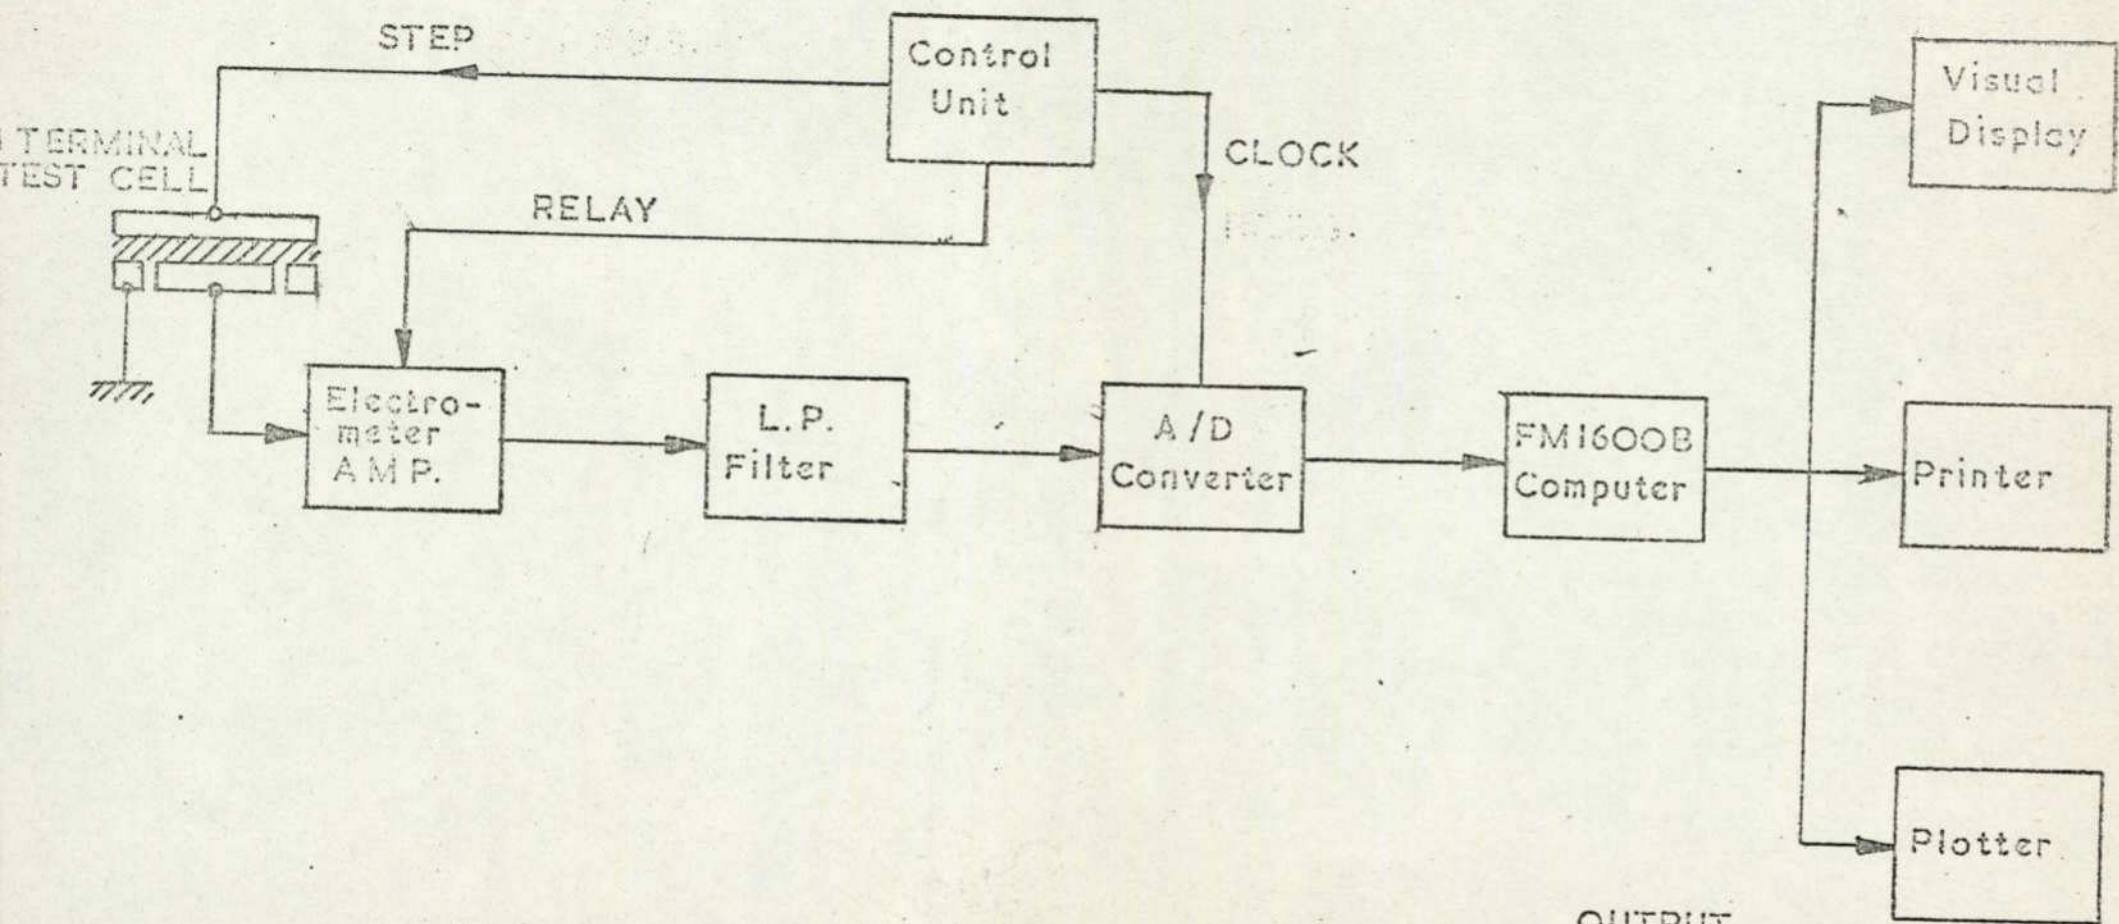 STEP
Control
Unit
Visual
Display
TERMINAL
TEST CELL
CLOCK
RELAY
Electro-
meter
AMP.
L.P.
Filter
A/D
Converter
FM1600B
Computer
Printer
Plotter
OUTPUT